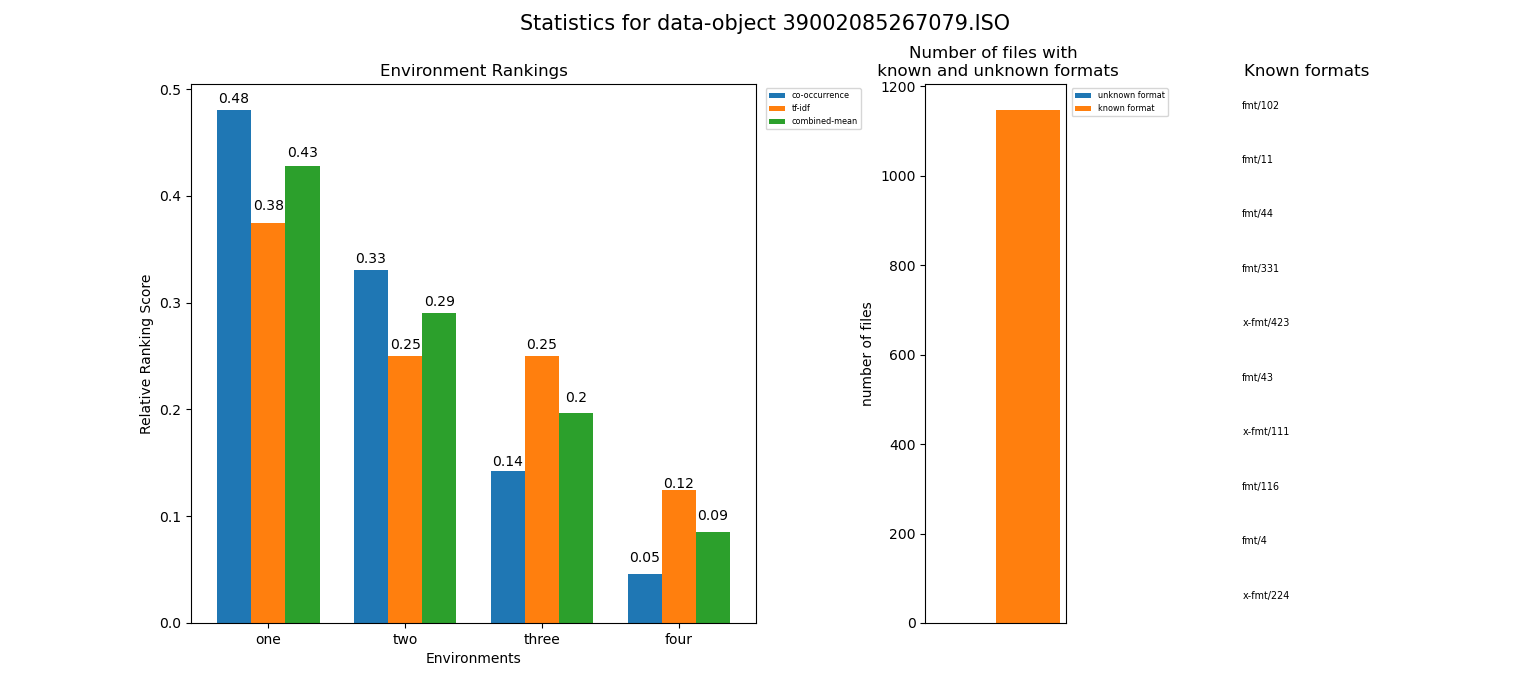 Statistics for data-object 39002085267079.ISO
Environment Rankings
Relative Ranking Score
0.5
0.4
0.3
0.2
0.1
0.0
0.48
0.38
0.43
0.33
0.25
0.29
0.14
0.25
0.2
0.05
0.12
0.09
one
two
three
four
Environments
co-occurrence
tf-idf
combined-mean
Number of files with
known and unknown formats
number of files
1200
1000
800
600
400
200
0
unknown format
known format
Known formats
fmt/102
fmt/11
fmt/44
fmt/331
x-fmt/423
fmt/43
x-fmt/111
fmt/116
fmt/4
x-fmt/224